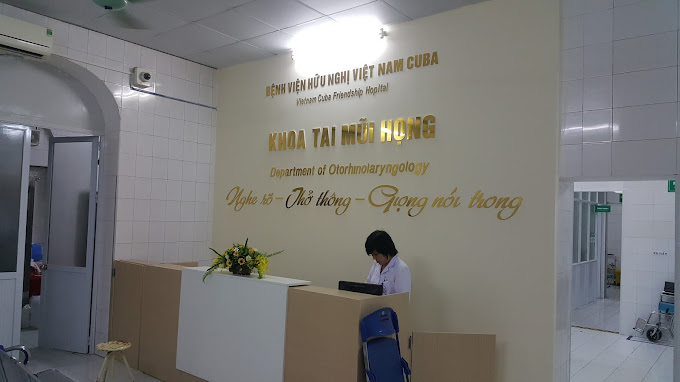 BỆNH VIỆN HỮU NGHỊ VIỆT NAM CUBA
Vietnam Cuba Friendship Hopital
KHOA TAI MŨI HỌNG
Department of Otorhinolaryngology
Nghe rõ – Thở thông – Giọng nói trong